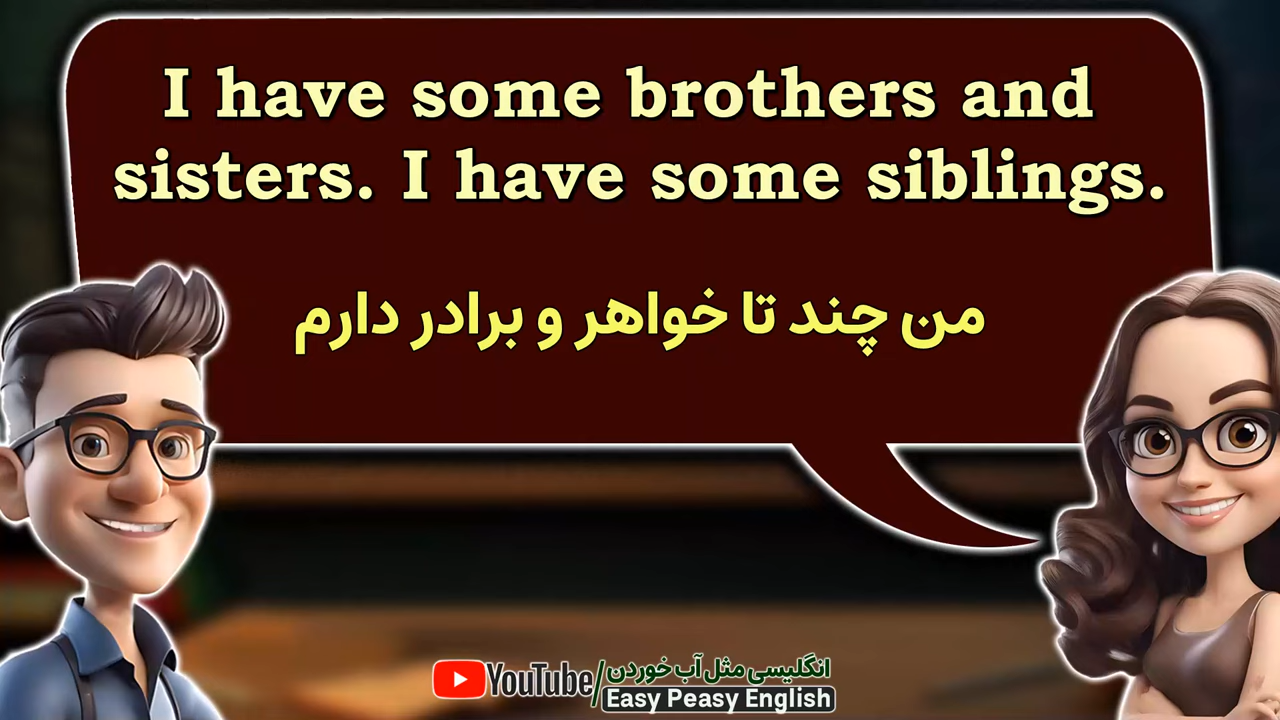 I have some brothers and
sisters. I have some siblings.
من چند تا خواهر و برادر دارم
YouTube/انگلیسی مثل آب خوردن
Easy Peasy English